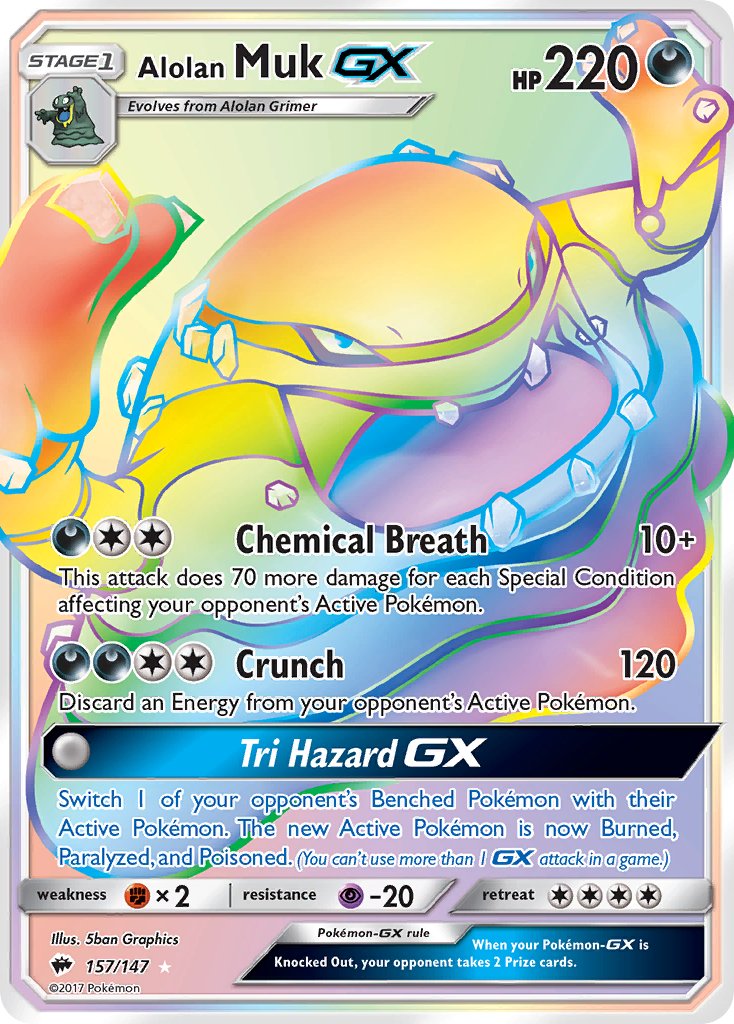 STAGE1 Alolan Muk GX HP220
Evolves from Alolan Grimer
Chemical Breath 10+
This attack does 70 more damage for each Special Condition
affecting your opponent's Active Pokémon.
Crunch 120
Discard an Energy from your opponent's Active Pokémon.
Tri Hazard GX
Switch 1 of your opponent's Benched Pokémon with their
Active Pokémon. The new Active Pokémon is now Burned,
Paralyzed, and Poisoned. (You can't use more than 1 GX attack in a game.)
weakness ×2 resistance -20 retreat
Illus. 5ban Graphics
157/147
©2017 Pokémon
Pokémon-GX rule
When your Pokémon-GX is
Knocked Out, your opponent takes 2 Prize cards.